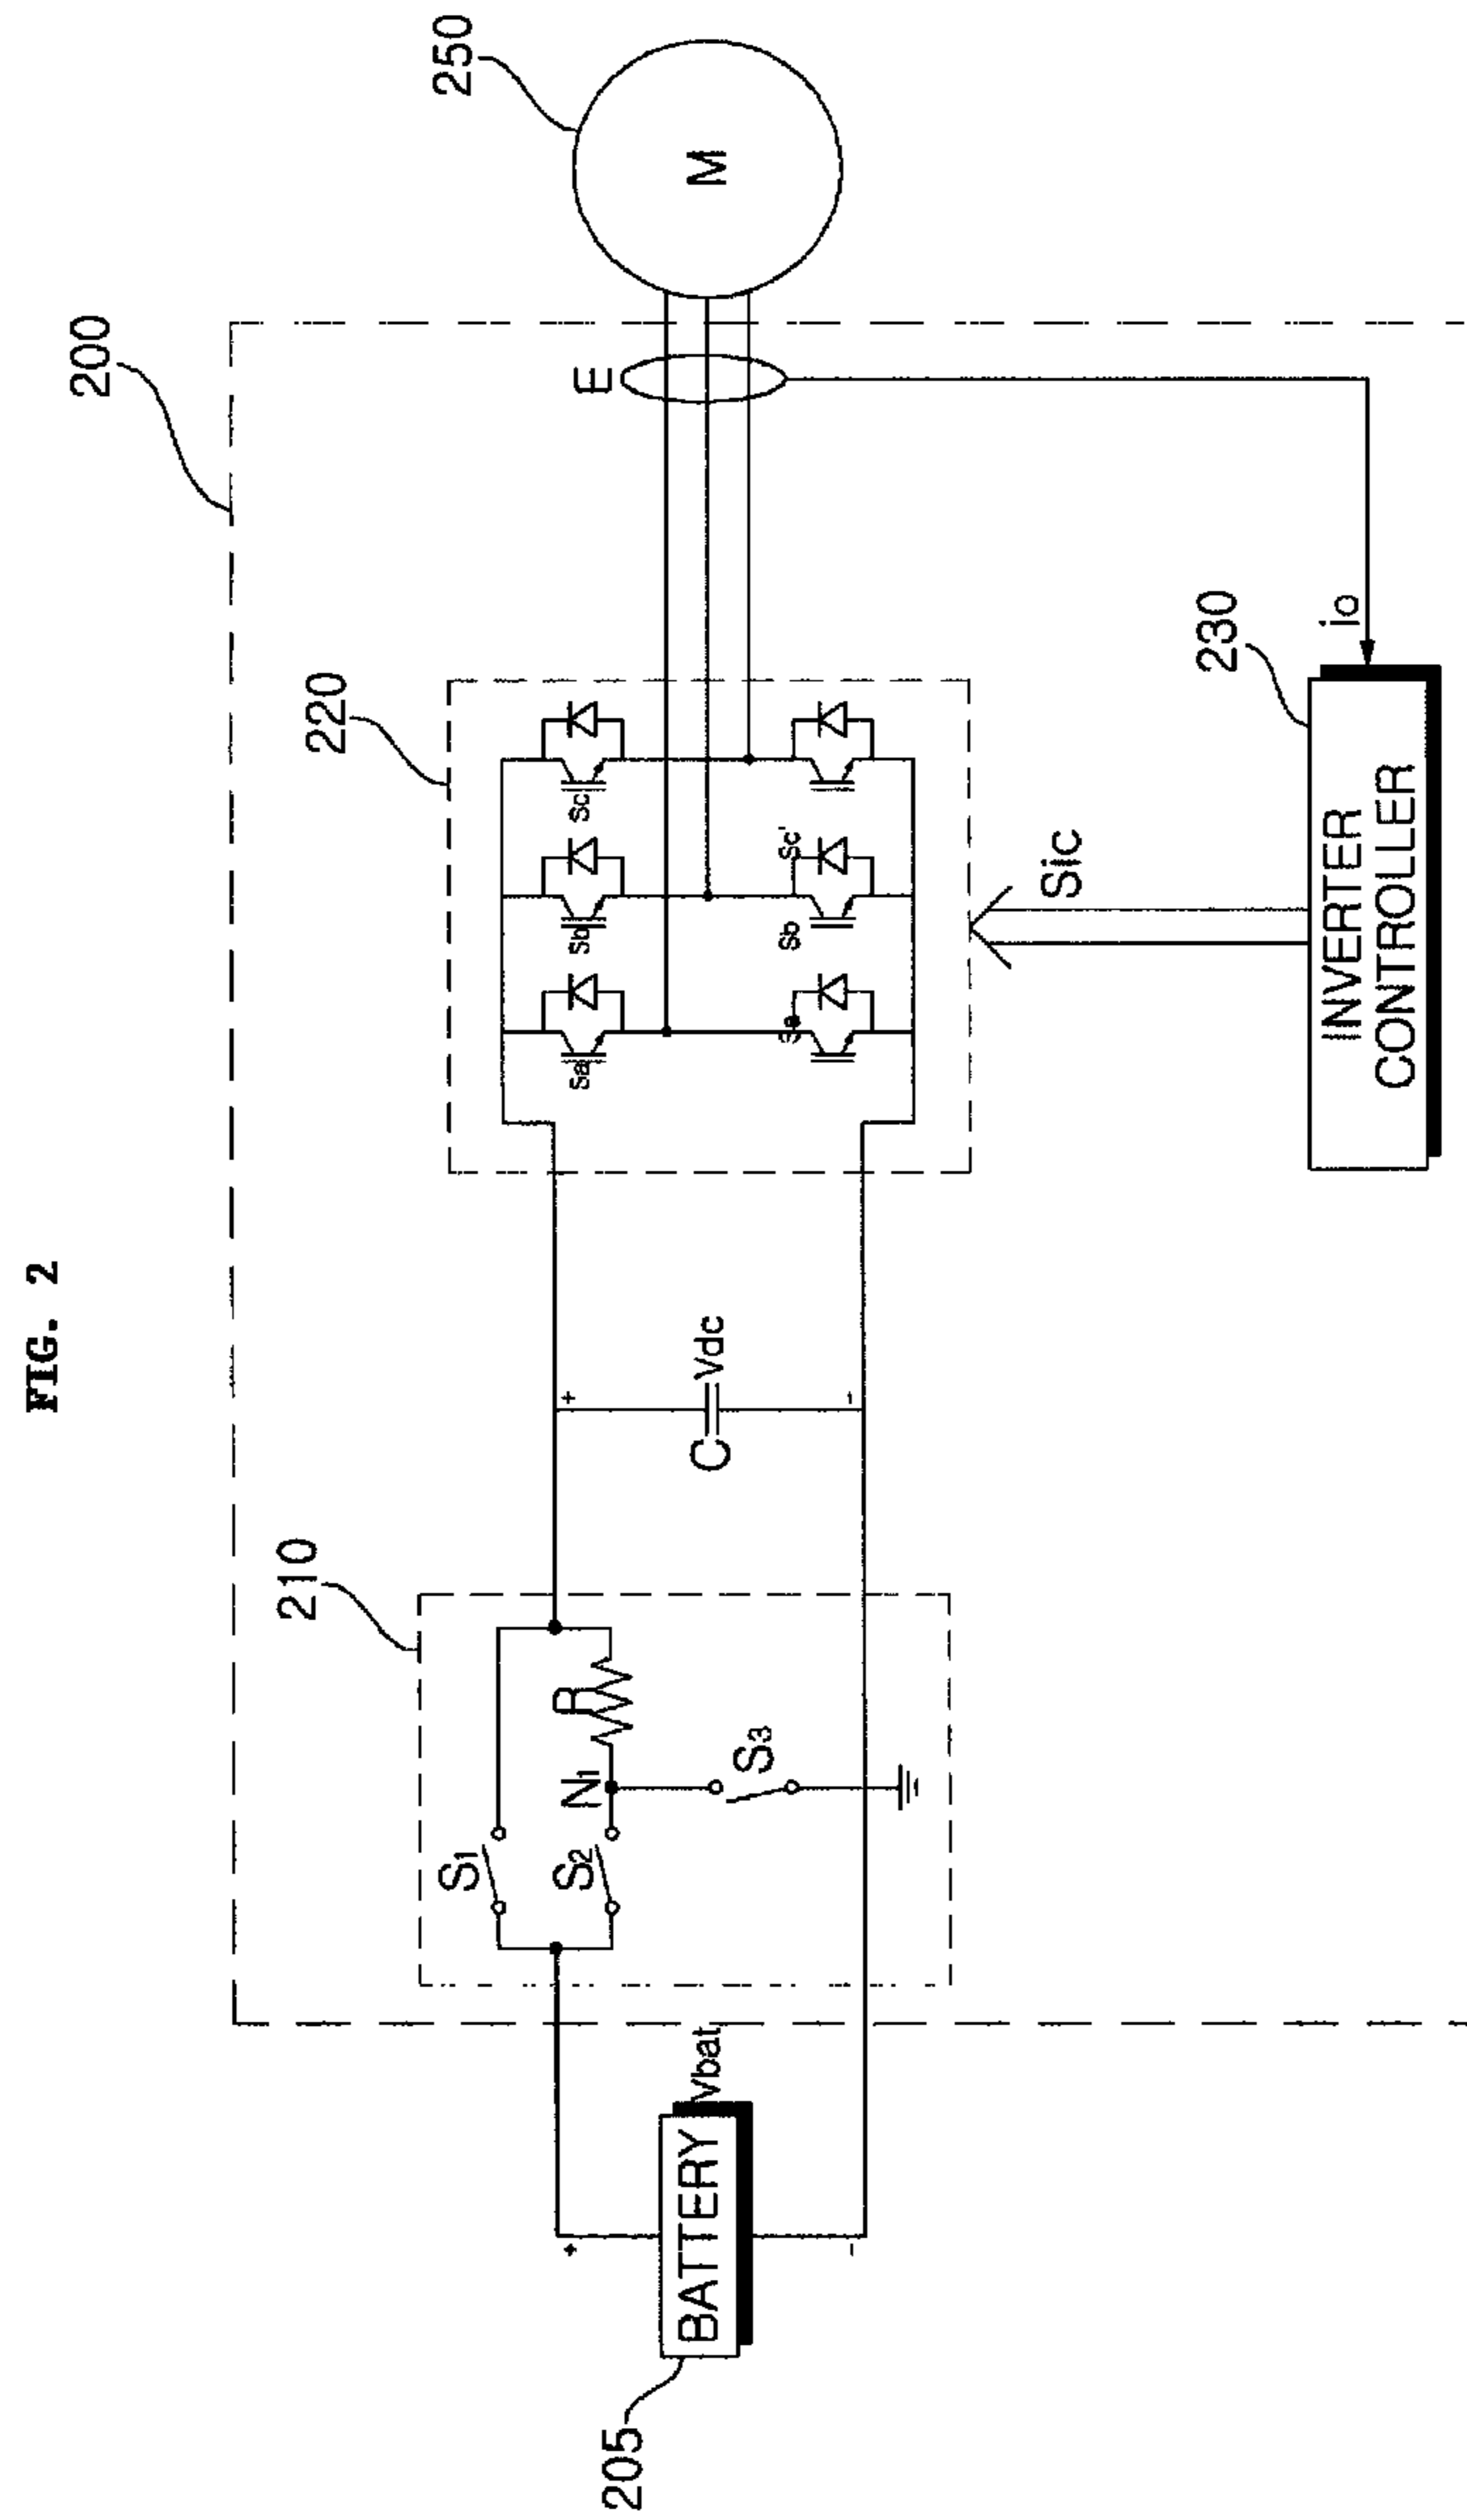 FIG. 2
200
210
220
250
E
M
S1
S2
R
N1
S3
C
Vdc
+
-
Sa
Sb
Sc
Sb
Sc'
BATTERY
Vbat
+
-
205
Sic
io
230
INVERTER
CONTROLLER